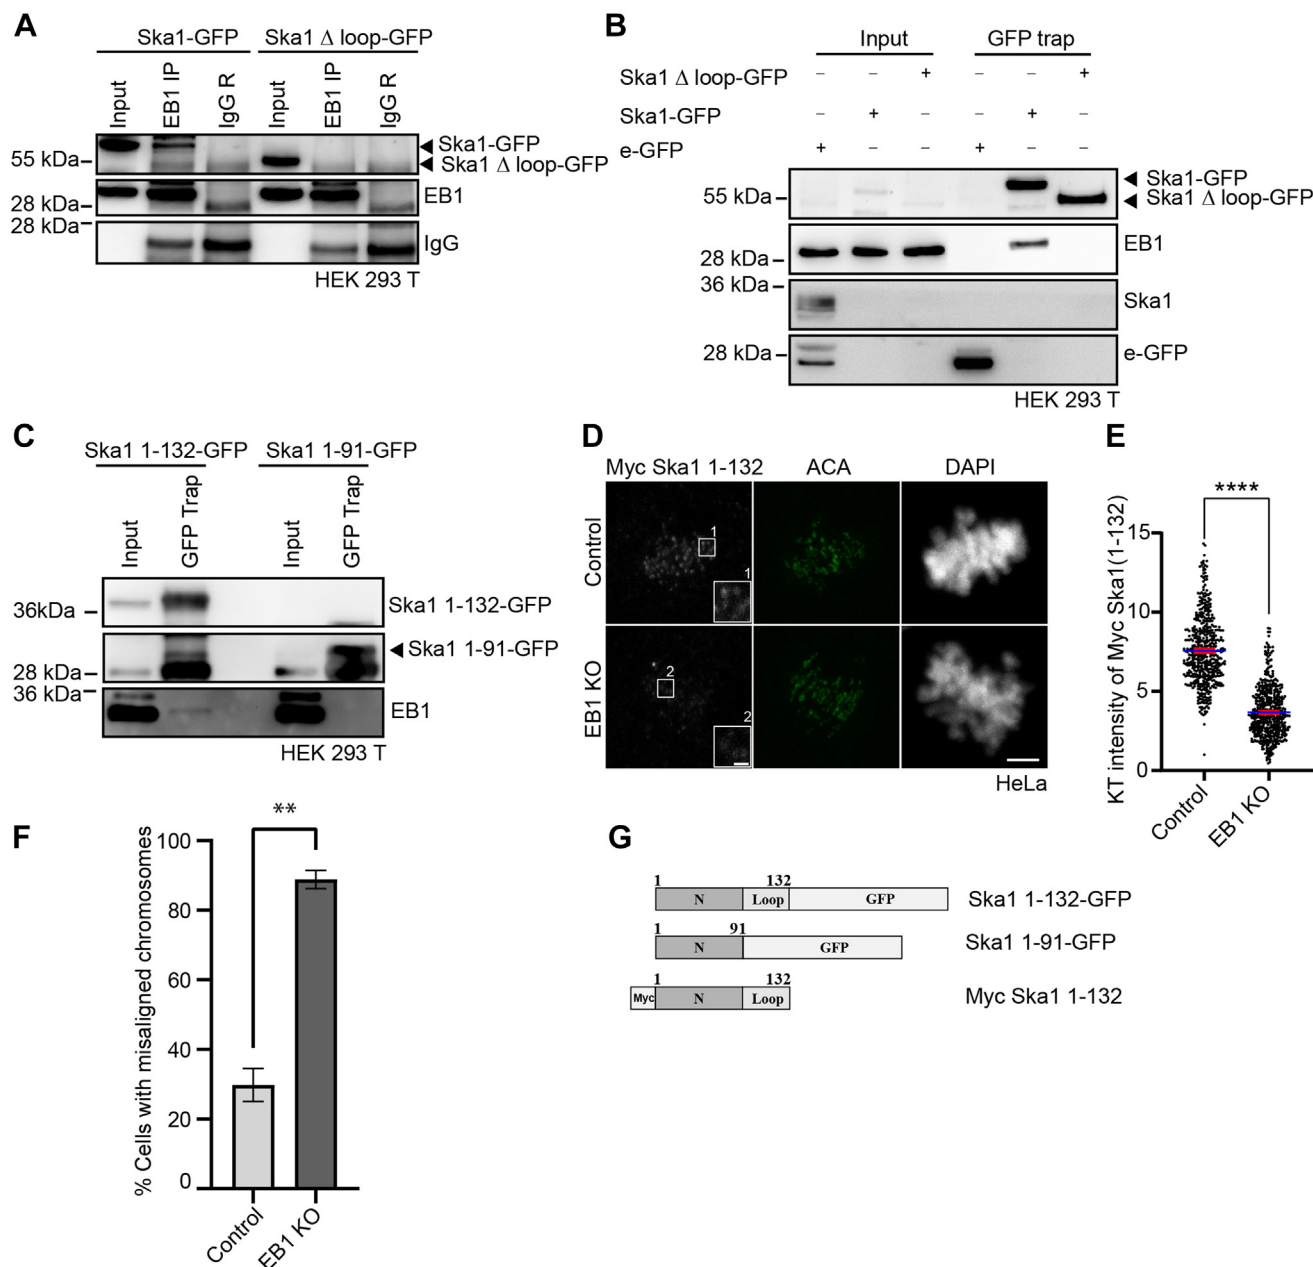 A
Ska1-GFP
Ska1 Δ loop-GFP
Input
EB1 IP
IgG R
Input
EB1 IP
IgG R
55 kDa
Ska1-GFP
Ska1 Δ loop-GFP
28 kDa
EB1
28 kDa
IgG
HEK 293 T
B
Input
GFP trap
Ska1 Δ loop-GFP − − + − − +
Ska1-GFP − + − − + −
e-GFP + − − + − −
55 kDa
Ska1-GFP
Ska1 Δ loop-GFP
28 kDa
EB1
36 kDa
Ska1
28 kDa
e-GFP
HEK 293 T
C
Ska1 1-132-GFP
Ska1 1-91-GFP
Input
GFP Trap
Input
GFP Trap
36kDa
Ska1 1-132-GFP
28 kDa
Ska1 1-91-GFP
36 kDa
EB1
HEK 293 T
D
Myc Ska1 1-132
ACA
DAPI
Control
1
1
EB1 KO
2
2
HeLa
E
****
KT intensity of Myc Ska1(1-132)
15
10
5
0
Control
EB1 KO
F
**
% Cells with misaligned chromosomes
100
80
60
40
20
0
Control
EB1 KO
G
1 132
N Loop GFP
Ska1 1-132-GFP
1 91
N GFP
Ska1 1-91-GFP
1 132
Myc N Loop
Myc Ska1 1-132